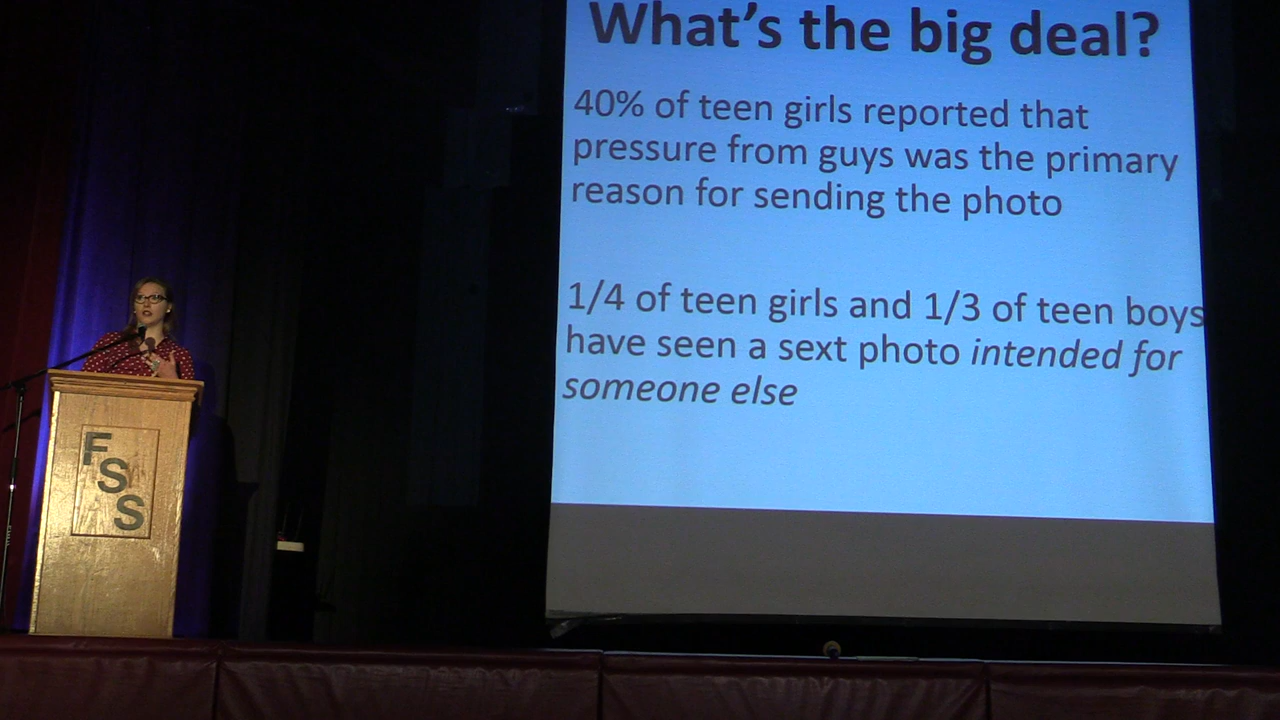 What's the big deal?
40% of teen girls reported that
pressure from guys was the primary
reason for sending the photo
1/4 of teen girls and 1/3 of teen boys
have seen a sext photo intended for
someone else
FSS